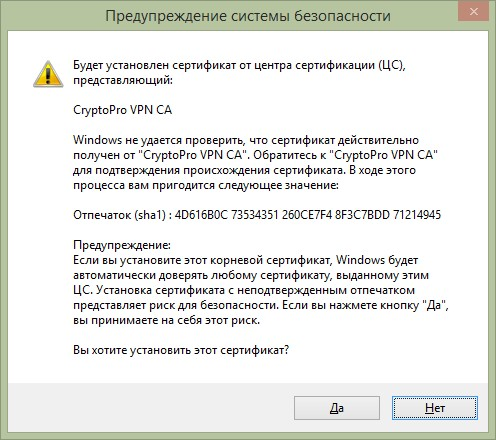 Предупреждение системы безопасности
Будет установлен сертификат от центра сертификации (ЦС),
представляющий:
CryptoPro VPN CA
Windows не удается проверить, что сертификат действительно
получен от "CryptoPro VPN CA". Обратитесь к "CryptoPro VPN CA"
для подтверждения происхождения сертификата. В ходе этого
процесса вам пригодится следующее значение:
Отпечаток (sha1) : 4D616B0C 73534351 260CE7F4 8F3C7BDD 71214945
Предупреждение:
Если вы установите этот корневой сертификат, Windows будет
автоматически доверять любому сертификату, выданному этим
ЦС. Установка сертификата с неподтвержденным отпечатком
представляет риск для безопасности. Если вы нажмете кнопку "Да",
вы принимаете на себя этот риск.
Вы хотите установить этот сертификат?
Да
Нет